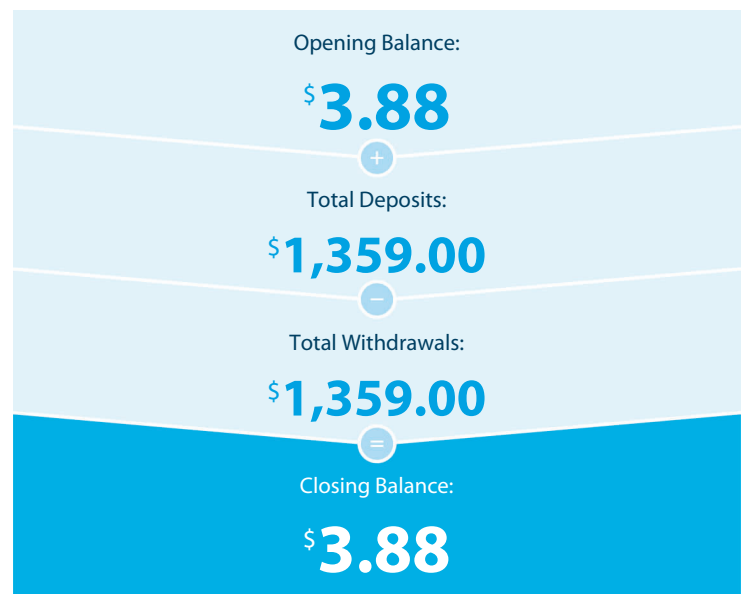 Opening Balance:
$3.88
+
Total Deposits:
$1,359.00
−
Total Withdrawals:
$1,359.00
=
Closing Balance:
$3.88